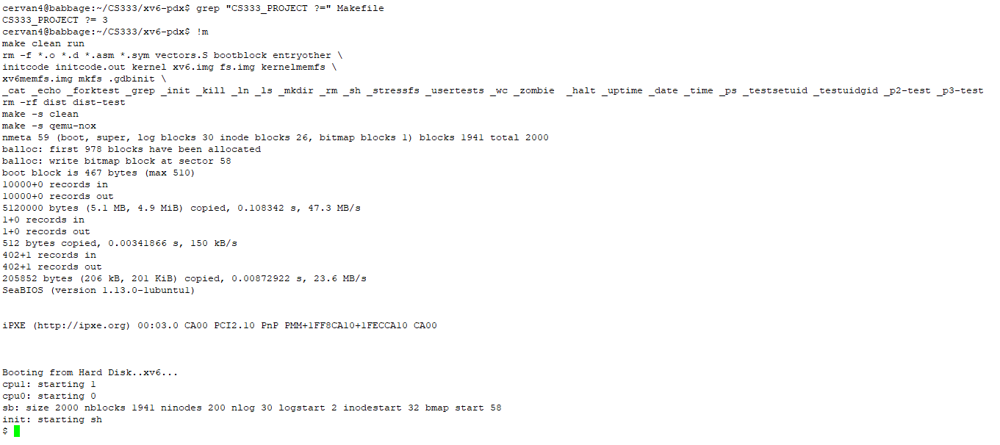 cervan4@babbage:~/CS333/xv6-pdx$ grep "CS333_PROJECT ?=" Makefile
CS333_PROJECT ?= 3
cervan4@babbage:~/CS333/xv6-pdx$ !m
make clean run
rm -f *.o *.d *.asm *.sym vectors.S bootblock entryother \
initcode initcode.out kernel xv6.img fs.img kernelmemfs \
xv6memfs.img mkfs .gdbinit \
_cat _echo _forktest _grep _init _kill _ln _ls _mkdir _rm _sh _stressfs _usertests _wc _zombie  _halt _uptime _date _time _ps _testsetuid _testuidgid _p2-test _p3-test
rm -rf dist dist-test
make -s clean
make -s qemu-nox
nmeta 59 (boot, super, log blocks 30 inode blocks 26, bitmap blocks 1) blocks 1941 total 2000
balloc: first 978 blocks have been allocated
balloc: write bitmap block at sector 58
boot block is 467 bytes (max 510)
10000+0 records in
10000+0 records out
5120000 bytes (5.1 MB, 4.9 MiB) copied, 0.108342 s, 47.3 MB/s
1+0 records in
1+0 records out
512 bytes copied, 0.00341866 s, 150 kB/s
402+1 records in
402+1 records out
205852 bytes (206 kB, 201 KiB) copied, 0.00872922 s, 23.6 MB/s
SeaBIOS (version 1.13.0-1ubuntu1)
iPXE (http://ipxe.org) 00:03.0 CA00 PCI2.10 PnP PMM+1FF8CA10+1FECCA10 CA00
Booting from Hard Disk..xv6...
cpu1: starting 1
cpu0: starting 0
sb: size 2000 nblocks 1941 ninodes 200 nlog 30 logstart 2 inodestart 32 bmap start 58
init: starting sh
$